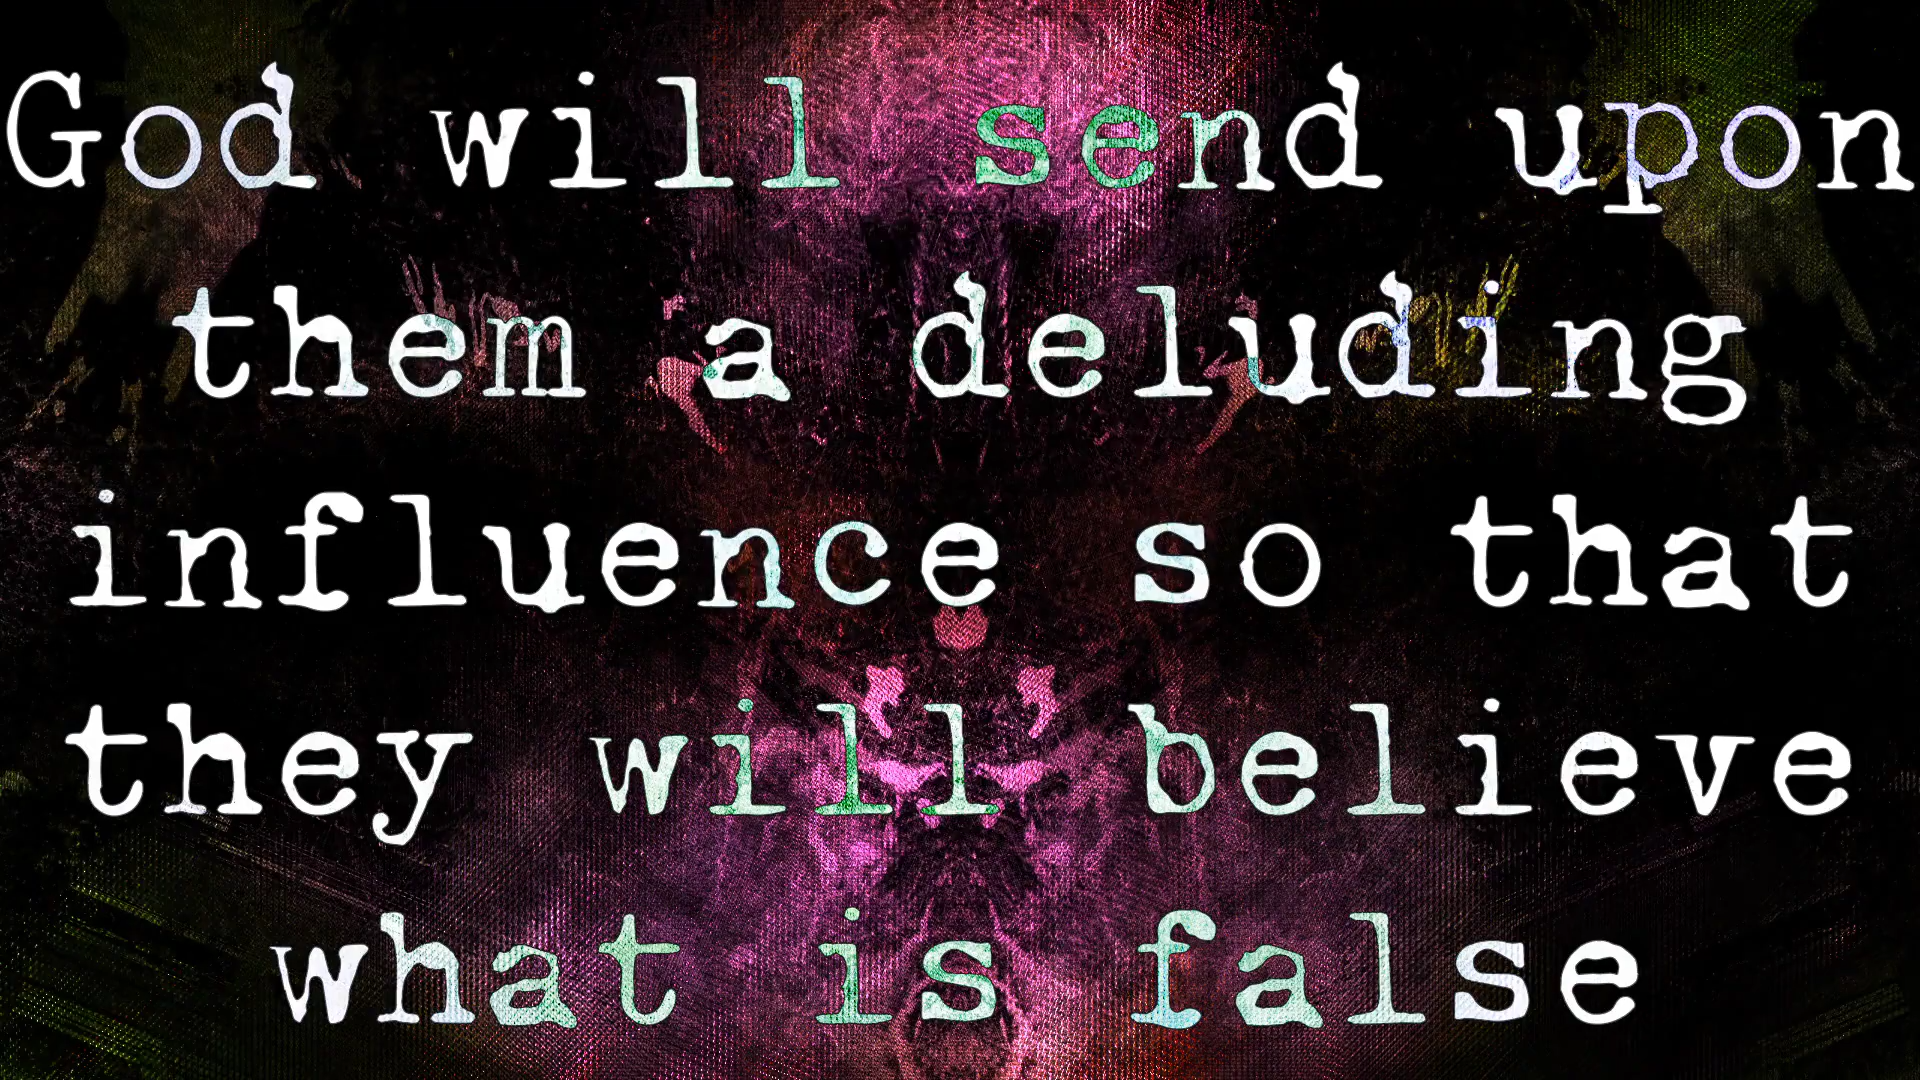 God will send upon
them a deluding
influence so that
they will believe
what is false